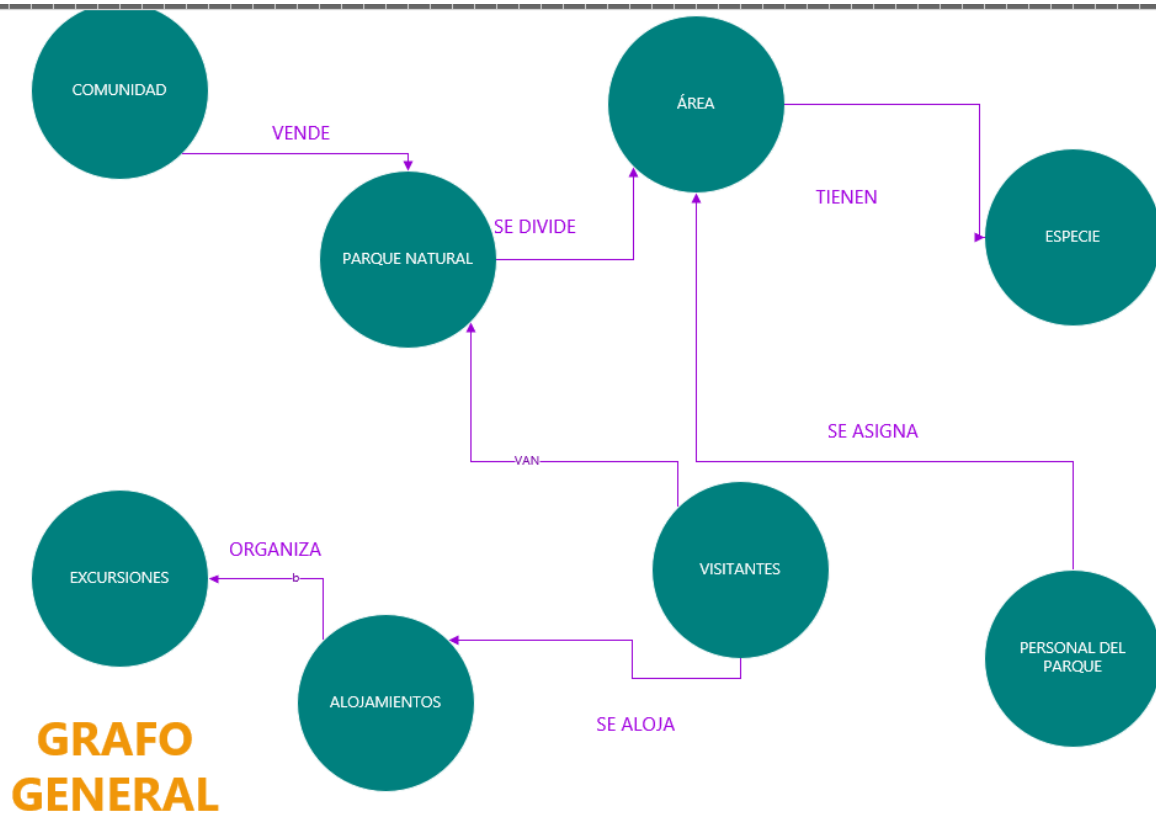 COMUNIDAD
ÁREA
VENDE
TIENEN
SE DIVIDE
ESPECIE
PARQUE NATURAL
SE ASIGNA
VAN
ORGANIZA
EXCURSIONES
b
VISITANTES
PERSONAL DEL
PARQUE
ALOJAMIENTOS
SE ALOJA
GRAFO
GENERAL